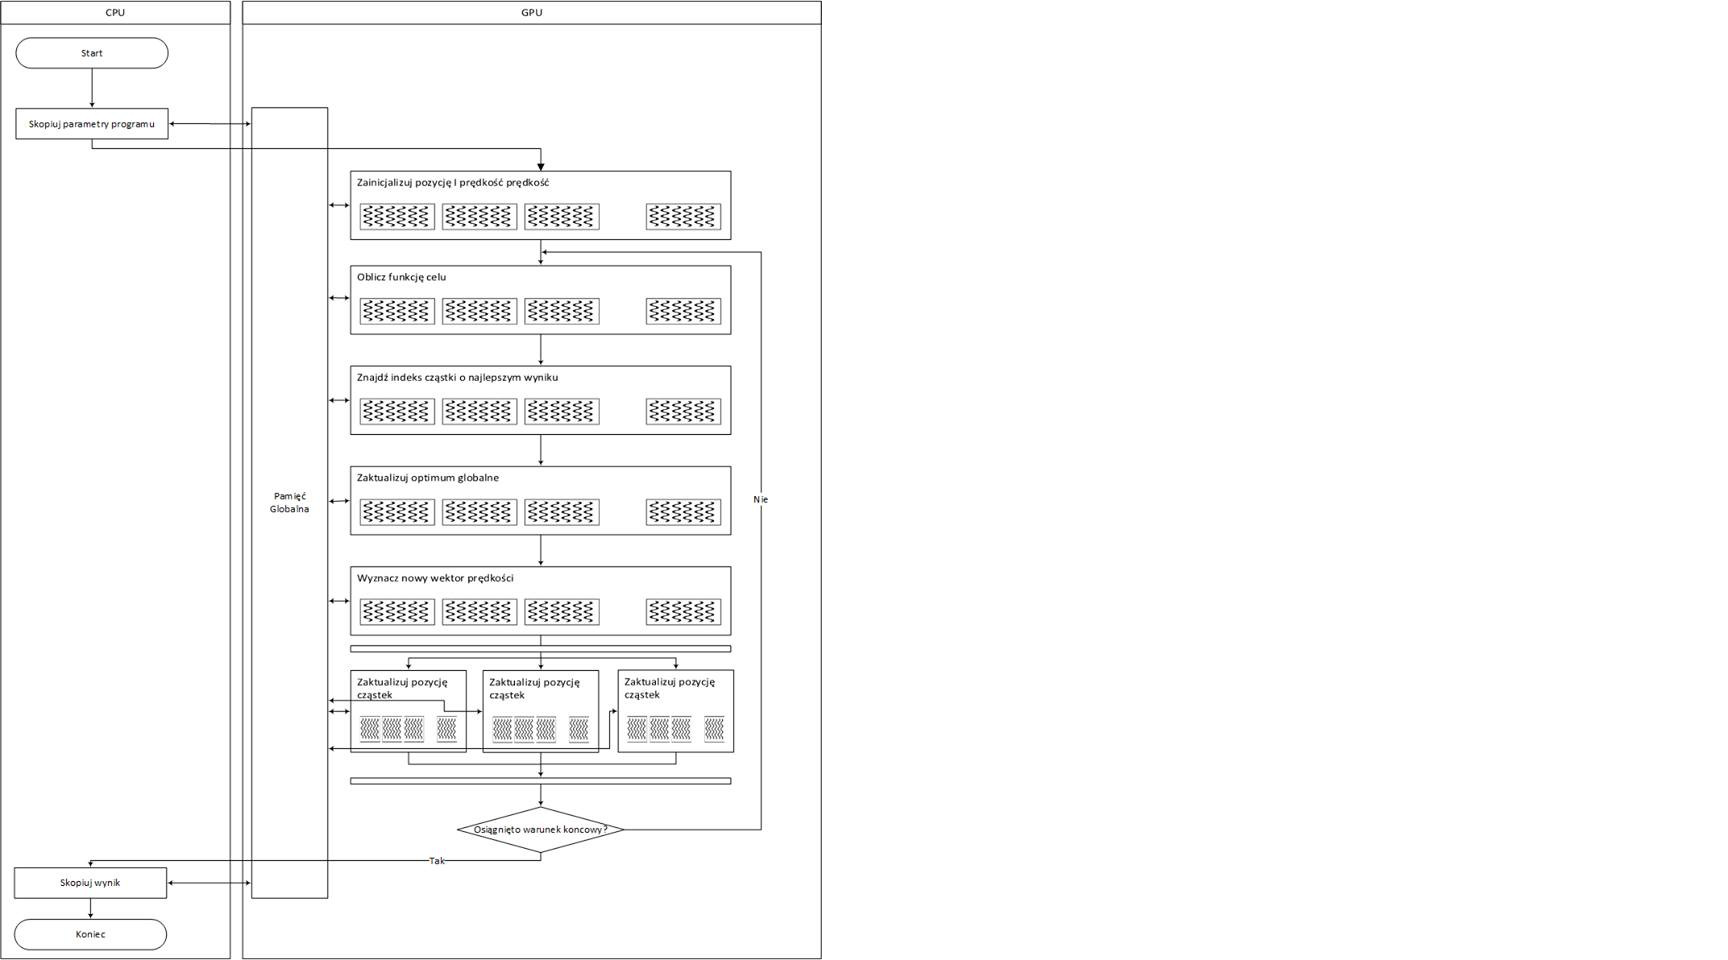 CPU
GPU
Start
Skopiuj parametry programu
Zainicjalizuj pozycję I prędkość prędkość
Oblicz funkcję celu
Znajdź indeks cząstki o najlepszym wyniku
Zaktualizuj optimum globalne
Pamięć
Globalna
Nie
Wyznacz nowy wektor prędkości
Zaktualizuj pozycję
cząstek
Zaktualizuj pozycję
cząstek
Zaktualizuj pozycję
cząstek
Osiągnięto warunek koncowy?
Tak
Skopiuj wynik
Koniec